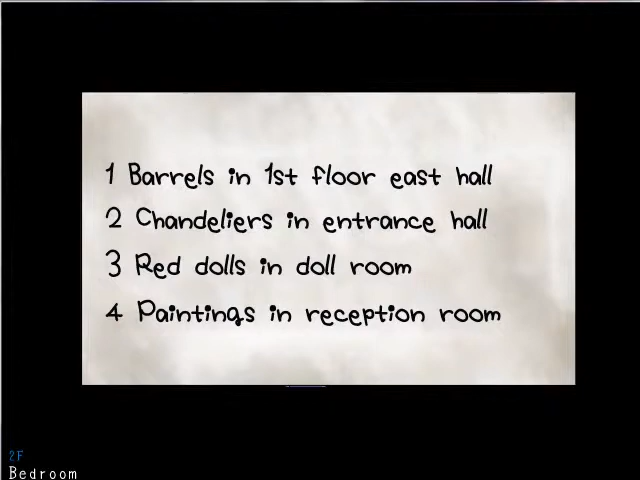 1 Barrels in 1st floor east hall
2 Chandeliers in entrance hall
3 Red dolls in doll room
4 Paintings in reception room
2F
Bedroom